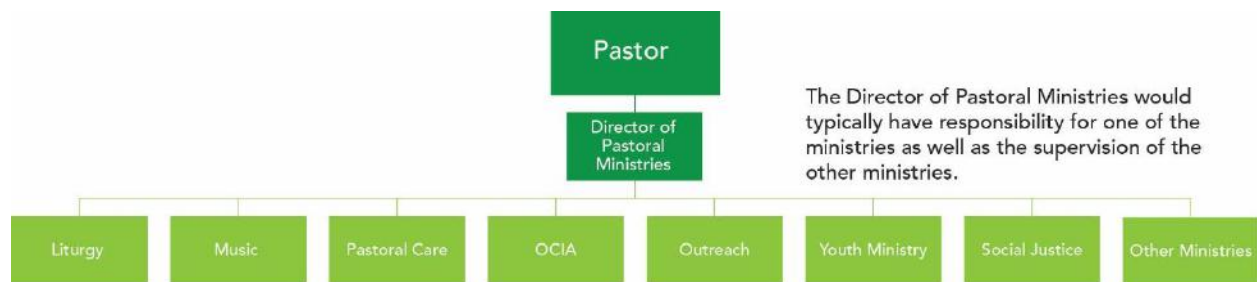 Pastor
Director of
Pastoral
Ministries
The Director of Pastoral Ministries would
typically have responsibility for one of the
ministries as well as the supervision of the
other ministries.
Liturgy
Music
Pastoral Care
OCIA
Outreach
Youth Ministry
Social Justice
Other Ministries